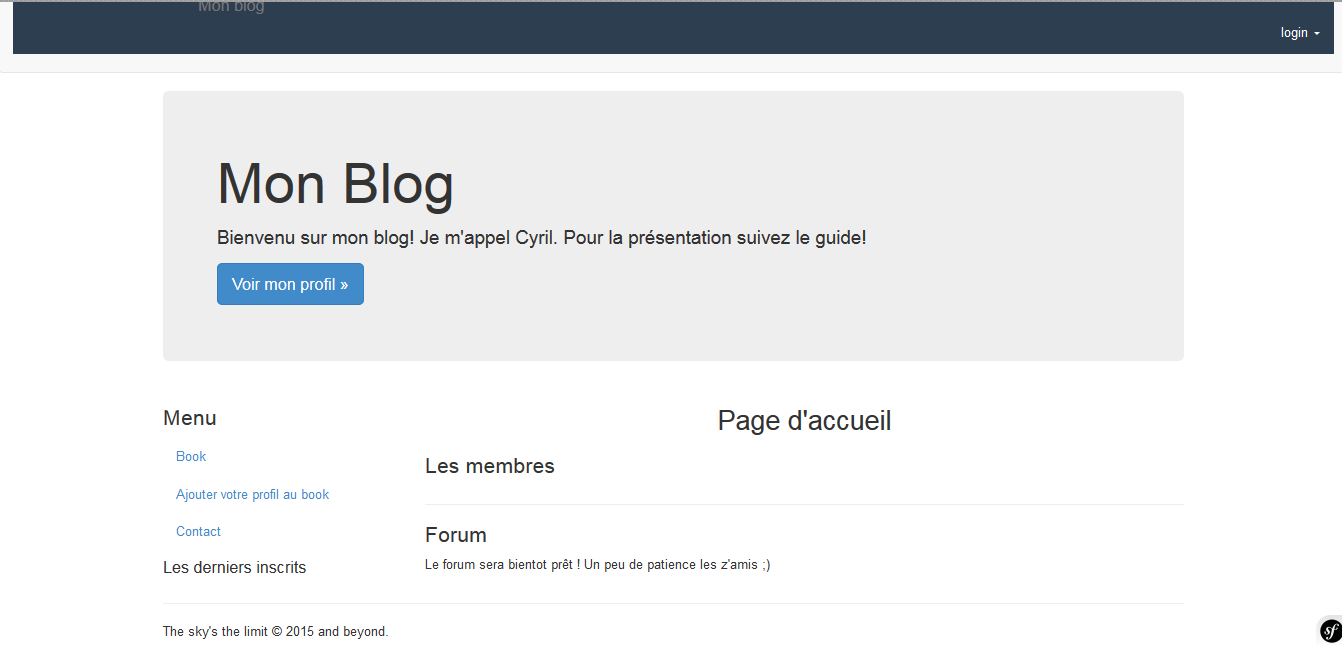 Mon blog
login
Mon Blog
Bienvenu sur mon blog! Je m'appel Cyril. Pour la présentation suivez le guide!
Voir mon profil »
Menu
Book
Ajouter votre profil au book
Contact
Les derniers inscrits
Page d'accueil
Les membres
Forum
Le forum sera bientot prêt ! Un peu de patience les z'amis ;)
The sky's the limit © 2015 and beyond.
sf